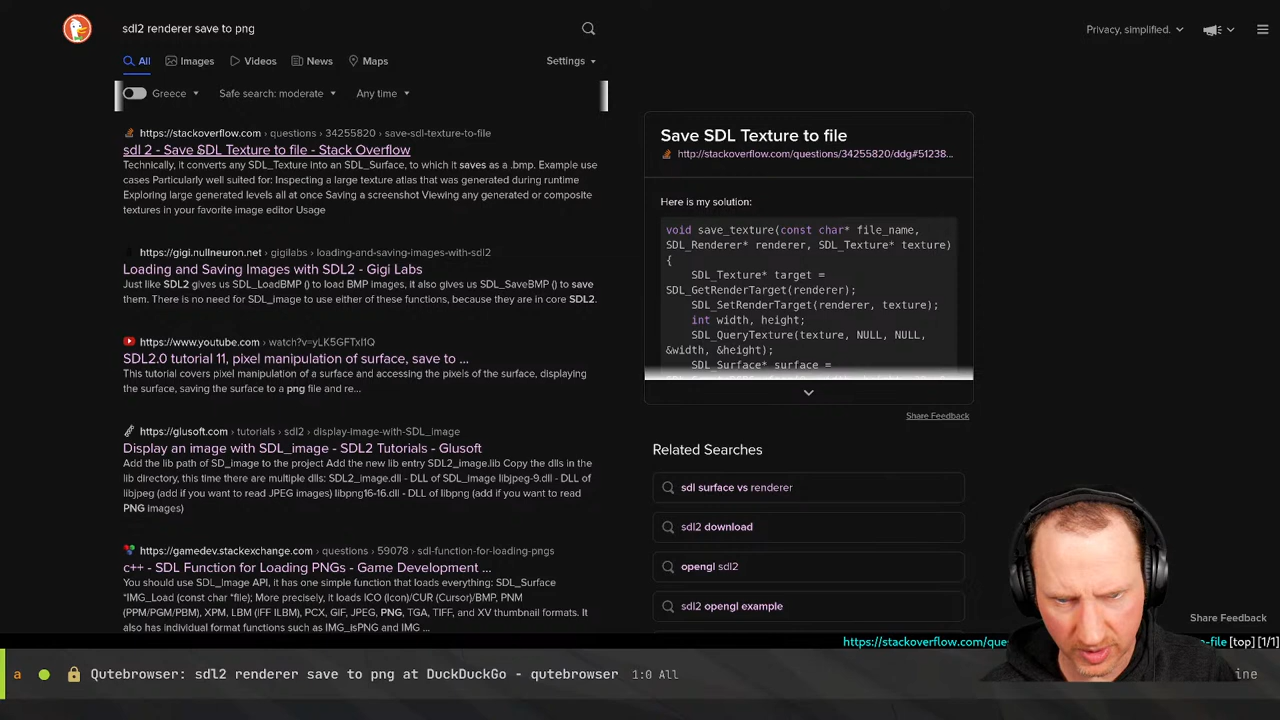 sdl2 renderer save to png
Privacy, simplified.
All
Images
Videos
News
Maps
Settings
Greece
Safe search: moderate
Any time
https://stackoverflow.com › questions › 34255820 › save-sdl-texture-to-file
sdl 2 - Save SDL Texture to file - Stack Overflow
Technically, it converts any SDL_Texture into an SDL_Surface, to which it saves as a .bmp. Example use
cases Particularly well suited for: Inspecting a large texture atlas that was generated during runtime
Exploring large generated levels all at once Saving a screenshot Viewing any generated or composite
textures in your favorite image editor Usage
https://gigi.nullneuron.net › gigilabs › loading-and-saving-images-with-sdl2
Loading and Saving Images with SDL2 - Gigi Labs
Just like SDL2 gives us SDL_LoadBMP () to load BMP images, it also gives us SDL_SaveBMP () to save
them. There is no need for SDL_image to use either of these functions, because they are in core SDL2.
https://www.youtube.com › watch?v=yLK5GFTxI1Q
SDL2.0 tutorial 11, pixel manipulation of surface, save to ...
This tutorial covers pixel manipulation of a surface and accessing the pixels of the surface, displaying
the surface, saving the surface to a png file and re...
https://glusoft.com › tutorials › sdl2 › display-image-with-SDL_image
Display an image with SDL_image - SDL2 Tutorials - Glusoft
Add the lib path of SD_image to the project Add the new lib entry SDL2_image.lib Copy the dlls in the
lib directory, this time there are multiple dlls: SDL2_image.dll - DLL of SDL_image libjpeg-9.dll - DLL of
libjpeg (add if you want to read JPEG images) libpng16-16.dll - DLL of libpng (add if you want to read
PNG images)
https://gamedev.stackexchange.com › questions › 59078 › sdl-function-for-loading-pngs
c++ - SDL Function for Loading PNGs - Game Development ...
You should use SDL_Image API, it has one simple function that loads everything: SDL_Surface
*IMG_Load (const char *file); More precisely, it loads ICO (Icon)/CUR (Cursor)/BMP, PNM
(PPM/PGM/PBM), XPM, LBM (IFF ILBM), PCX, GIF, JPEG, PNG, TGA, TIFF, and XV thumbnail formats. It
also has individual format functions such as IMG_isPNG and IMG ...
Save SDL Texture to file
http://stackoverflow.com/questions/34255820/ddg#51238...
Here is my solution:
void save_texture(const char* file_name,
SDL_Renderer* renderer, SDL_Texture* texture)
{
SDL_Texture* target =
SDL_GetRenderTarget(renderer);
SDL_SetRenderTarget(renderer, texture);
int width, height;
SDL_QueryTexture(texture, NULL, NULL,
&width, &height);
SDL_Surface* surface =
Share Feedback
Related Searches
sdl surface vs renderer
sdl2 download
opengl sdl2
sdl2 opengl example
Share Feedback
https://stackoverflow.com/que
-file [top] [1/1]
a Qutebrowser: sdl2 renderer save to png at DuckDuckGo - qutebrowser 1:0 All
ine